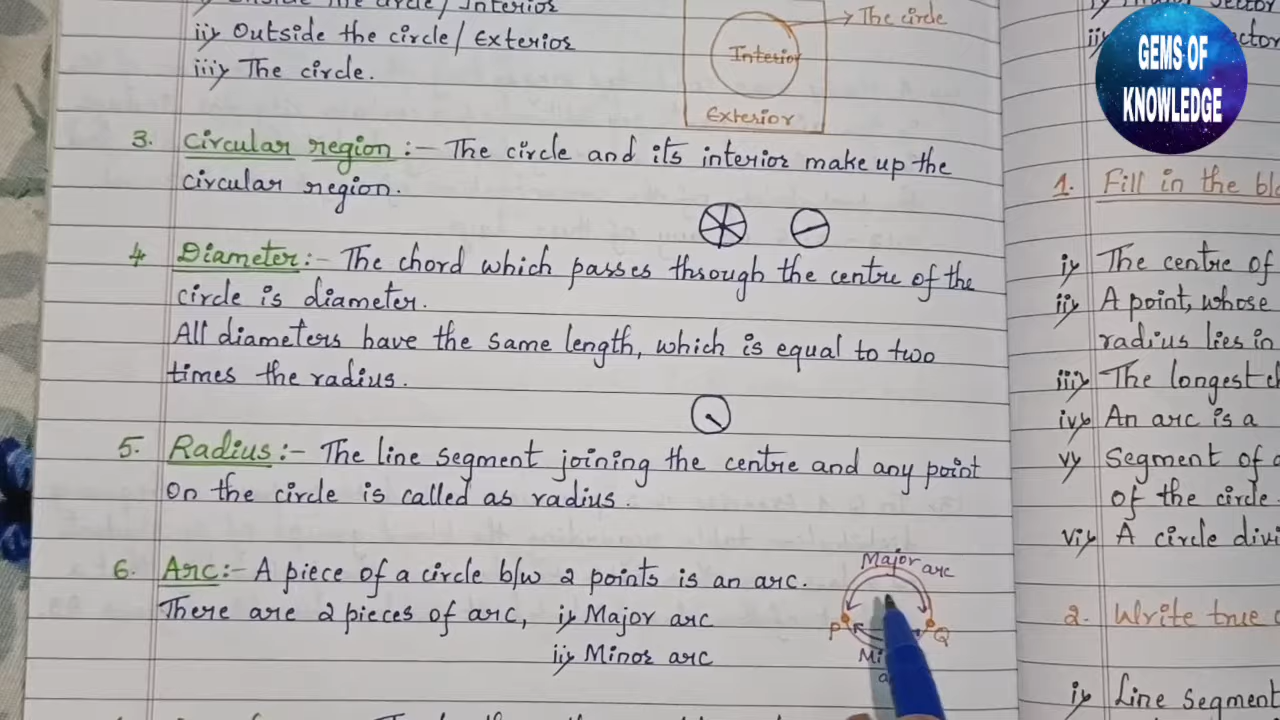 Inside the circle/Interior
ii) Outside the circle/Exterior
iii) The circle.
The circle
Interior
Exterior
3. Circular region :- The circle and its interior make up the
circular region.
4 Diameter:- The chord which passes through the centre of the
circle is diameter.
All diameters have the same length, which is equal to two
times the radius.
5. Radius:- The line segment joining the centre and any point
on the circle is called as radius.
6. Arc:- A piece of a circle b/w 2 points is an arc.
There are 2 pieces of arc, i) Major arc
ii) Minor arc
Major arc
P
Q
sector
ii)
GEMS OF
KNOWLEDGE
1. Fill in the
i) The centre of
ii) A point, whose
radius lies in
iii) The longest
iv) An arc is a
v) Segment of
of the circle
vi) A circle
2. Write true
i) Line segment